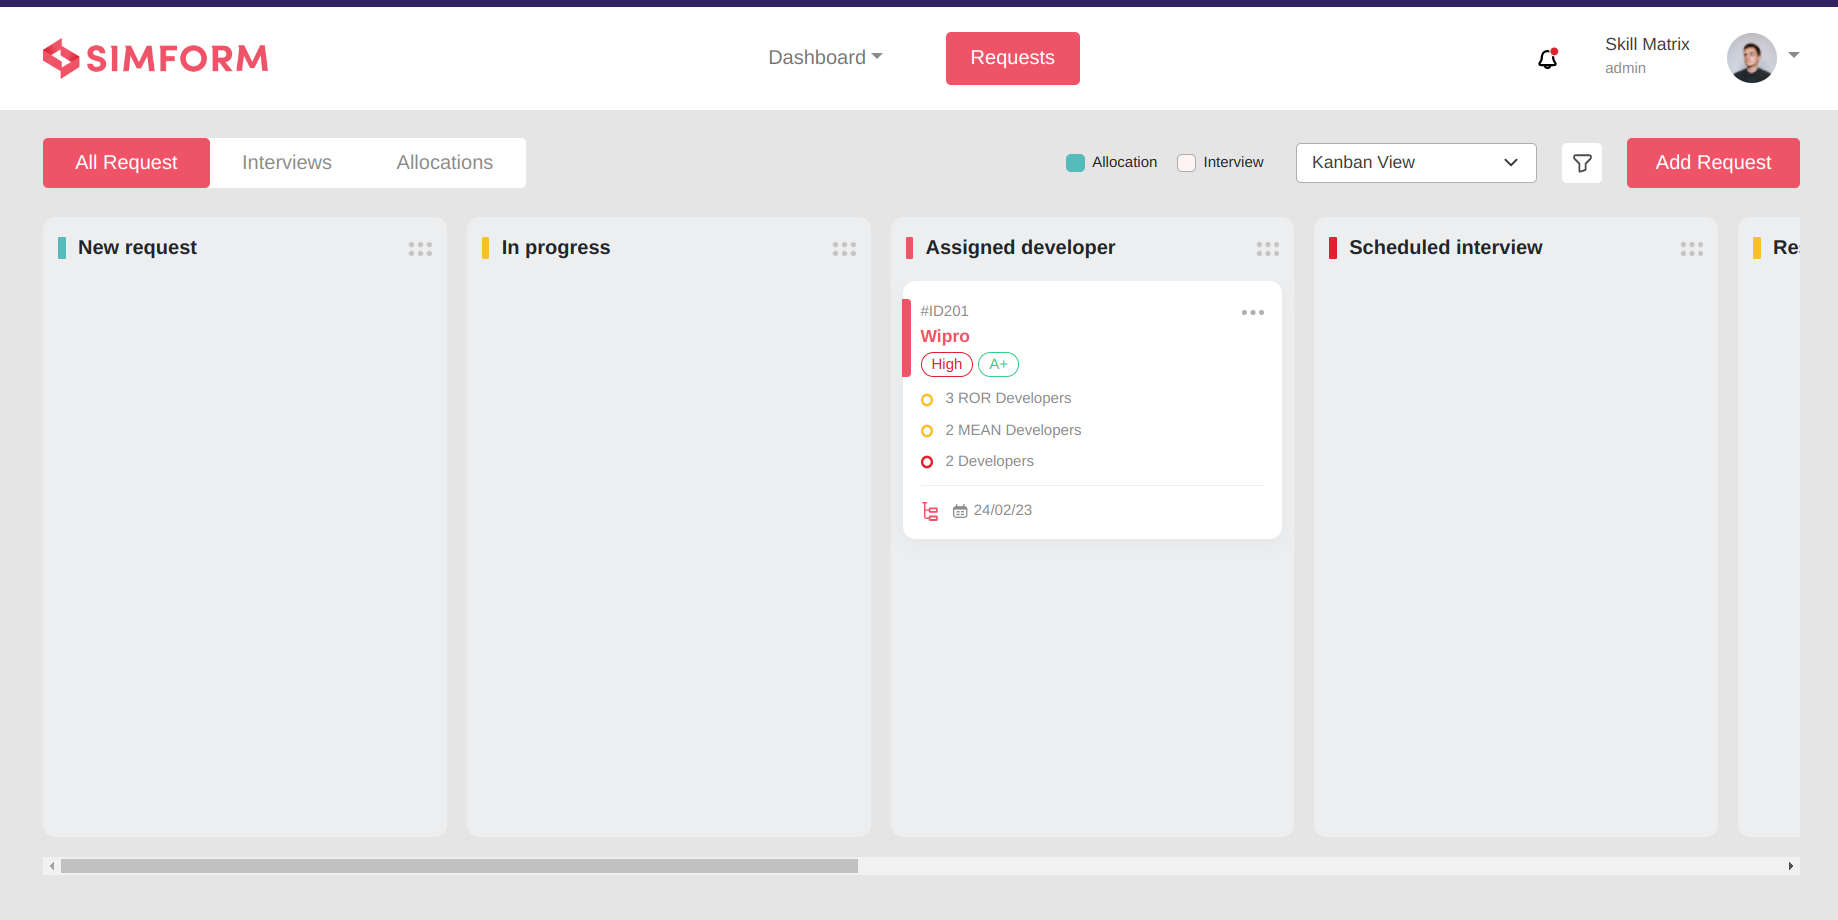 SIMFORM
Dashboard
Requests
Skill Matrix
admin
All Request
Interviews
Allocations
Allocation
Interview
Kanban View
Add Request
New request
In progress
Assigned developer
Scheduled interview
#ID201
Wipro
High
A+
3 ROR Developers
2 MEAN Developers
2 Developers
24/02/23